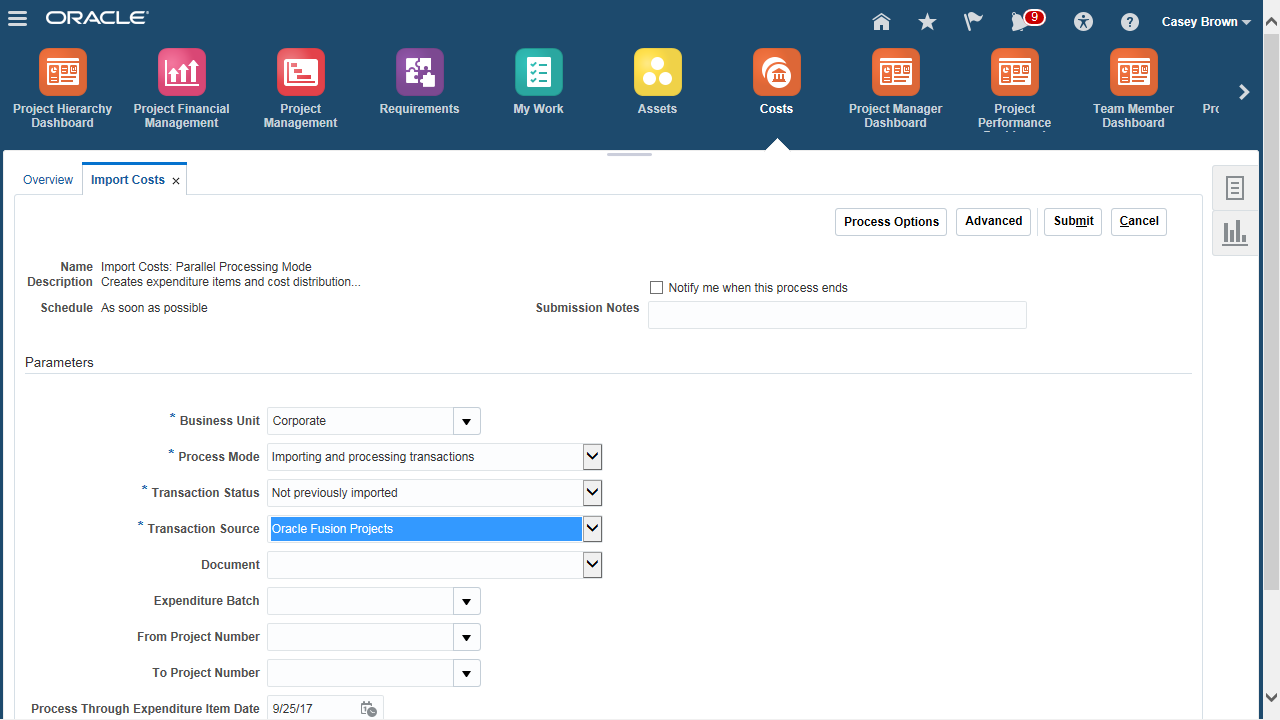 ORACLE
9
Casey Brown
Project Hierarchy
Dashboard
Project Financial
Management
Project
Management
Requirements
My Work
Assets
Costs
Project Manager
Dashboard
Project
Performance
Team Member
Dashboard
Overview
Import Costs
Process Options
Advanced
Submit
Cancel
Name Import Costs: Parallel Processing Mode
Description Creates expenditure items and cost distribution...
Notify me when this process ends
Schedule As soon as possible
Submission Notes
Parameters
* Business Unit Corporate
* Process Mode Importing and processing transactions
* Transaction Status Not previously imported
* Transaction Source Oracle Fusion Projects
Document
Expenditure Batch
From Project Number
To Project Number
Process Through Expenditure Item Date 9/25/17